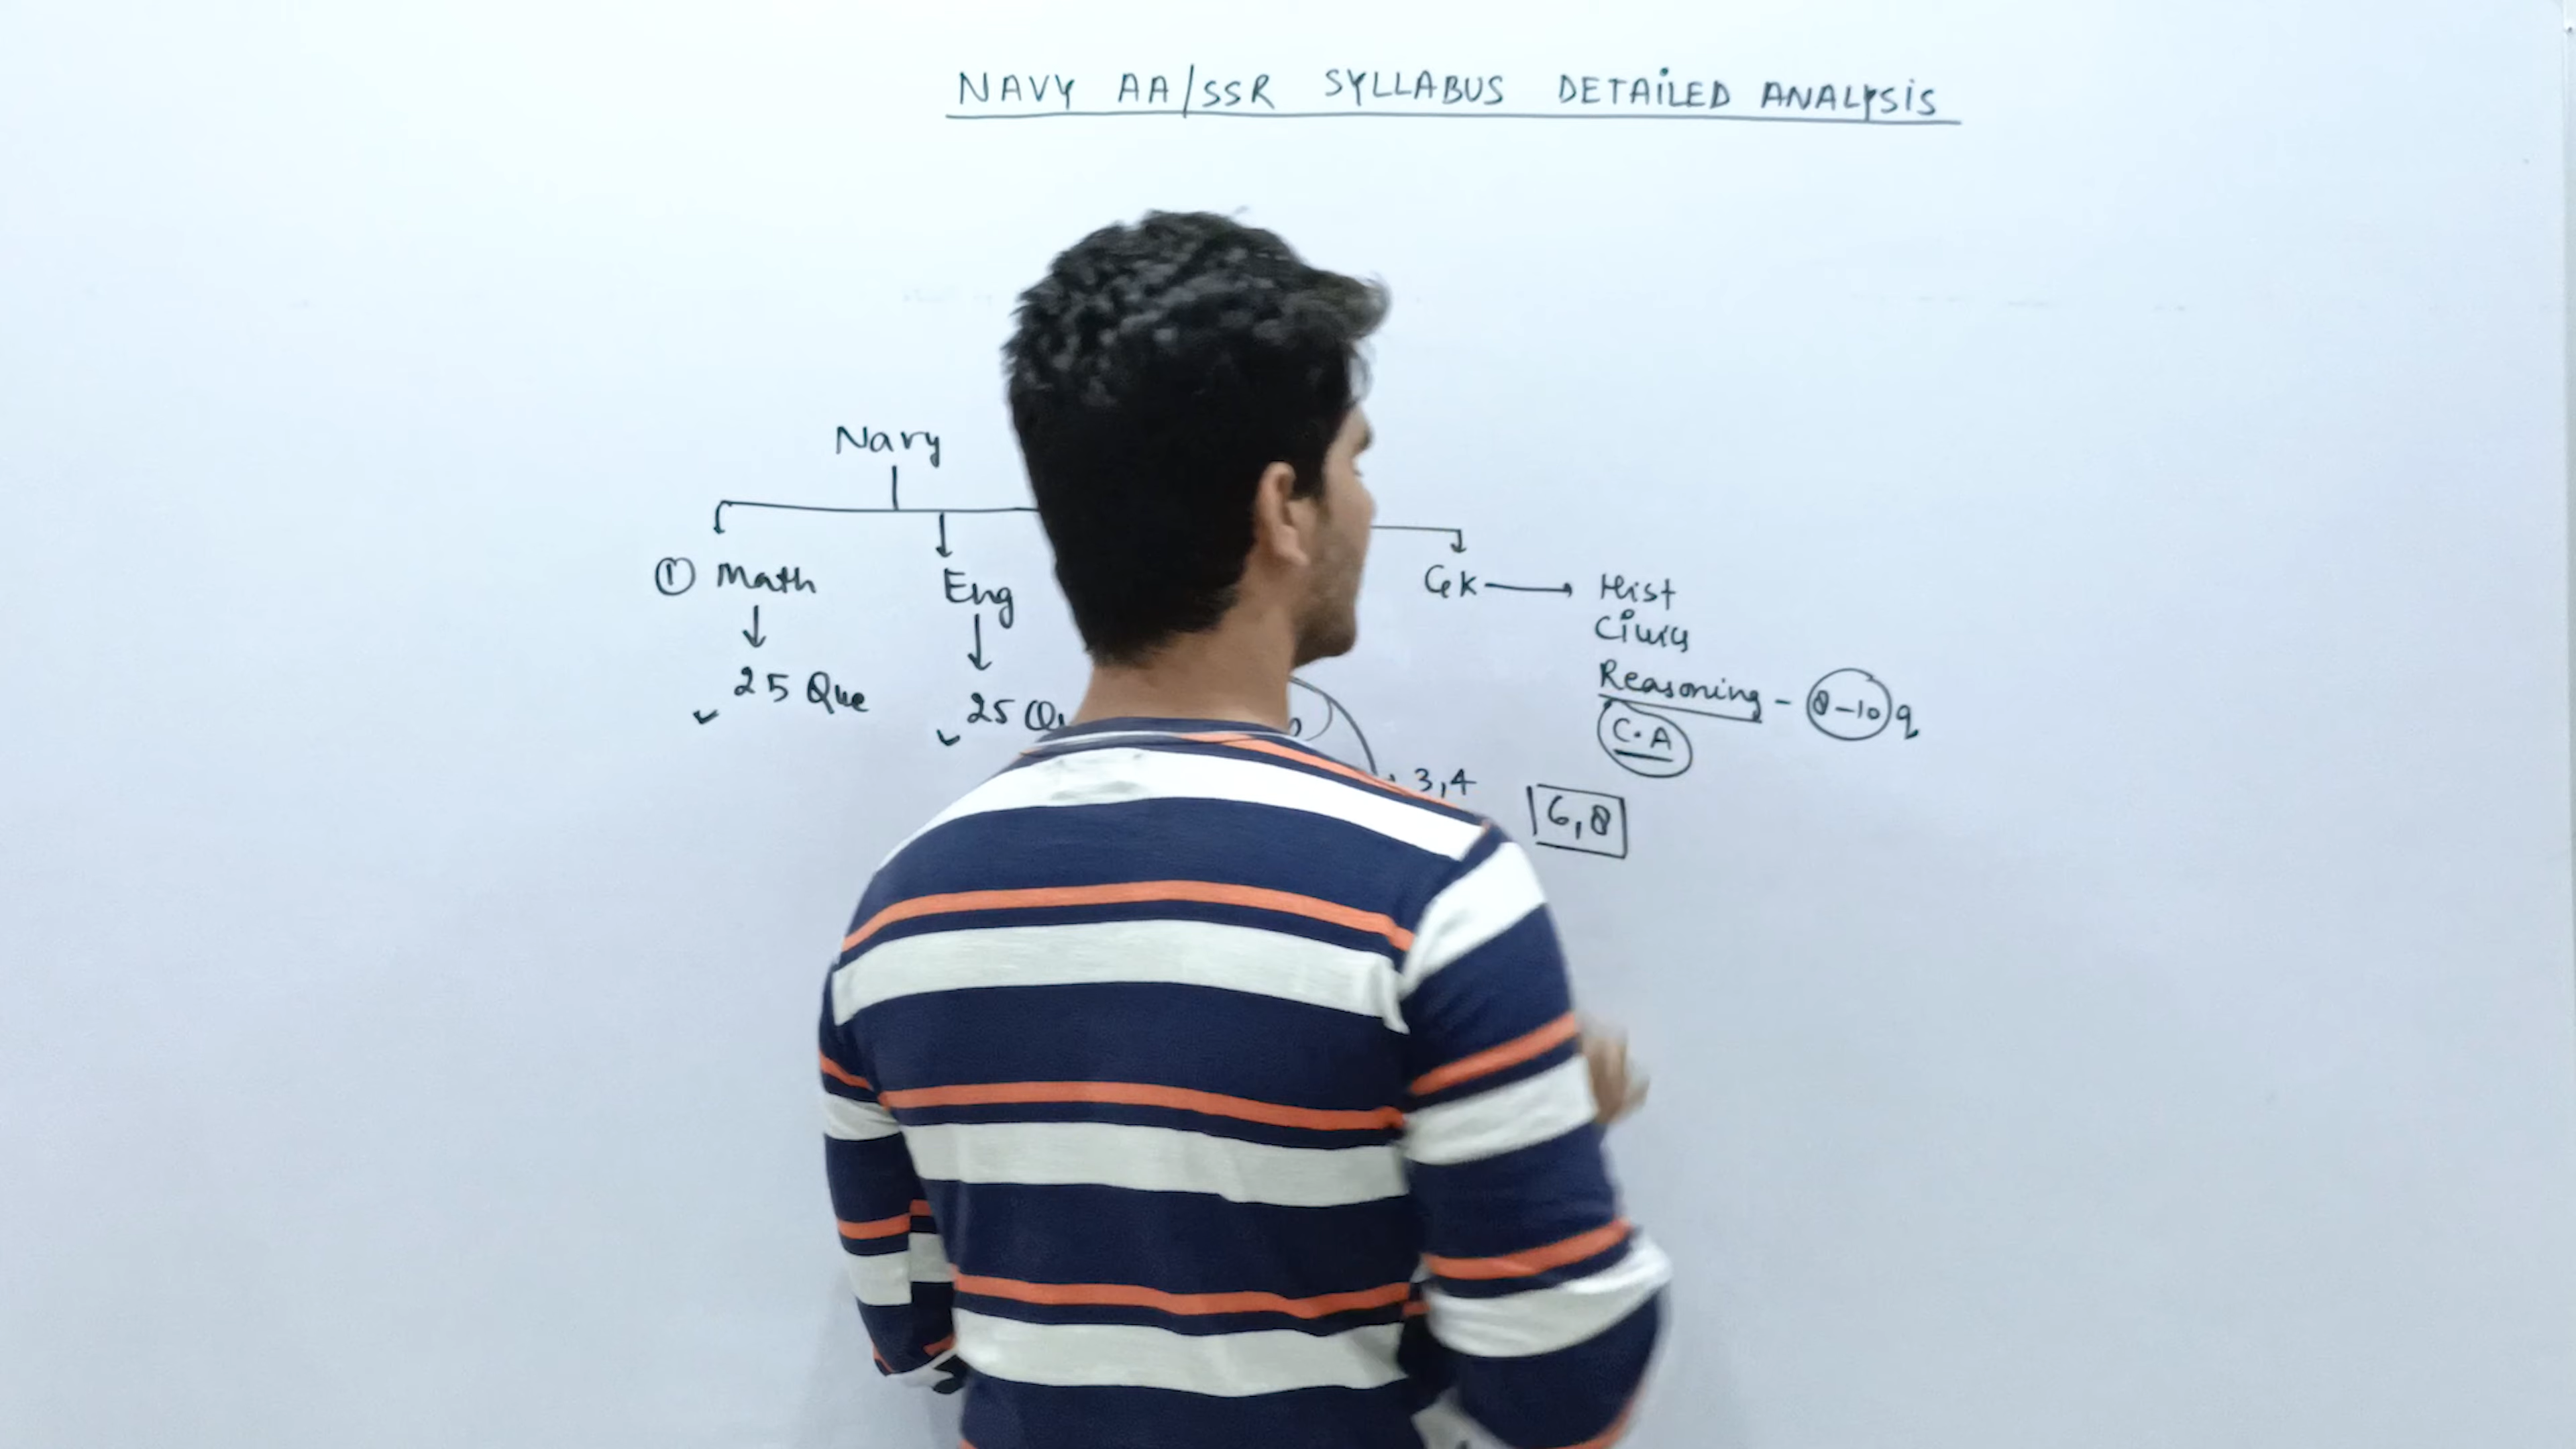 NAVY AA/SSR SYLLABUS DETAILED ANALYSIS
Navy
① Math
Eng
Gk → Hist
Civics
Reasoning - 8-10 q
C.A
25 Que
25
3,4
6,8